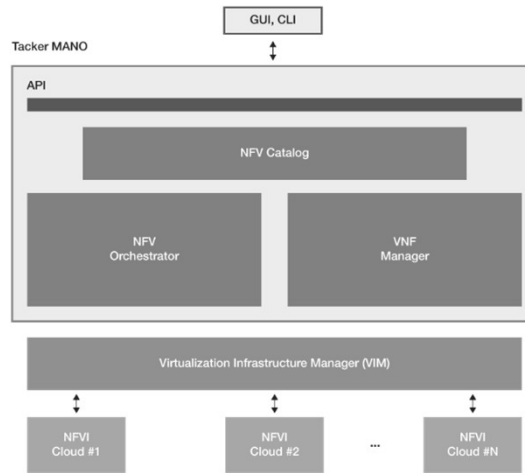 GUI, CLI
Tacker MANO
API
NFV Catalog
NFV
Orchestrator
VNF
Manager
Virtualization Infrastructure Manager (VIM)
NFVI
Cloud #1
NFVI
Cloud #2
...
NFVI
Cloud #N